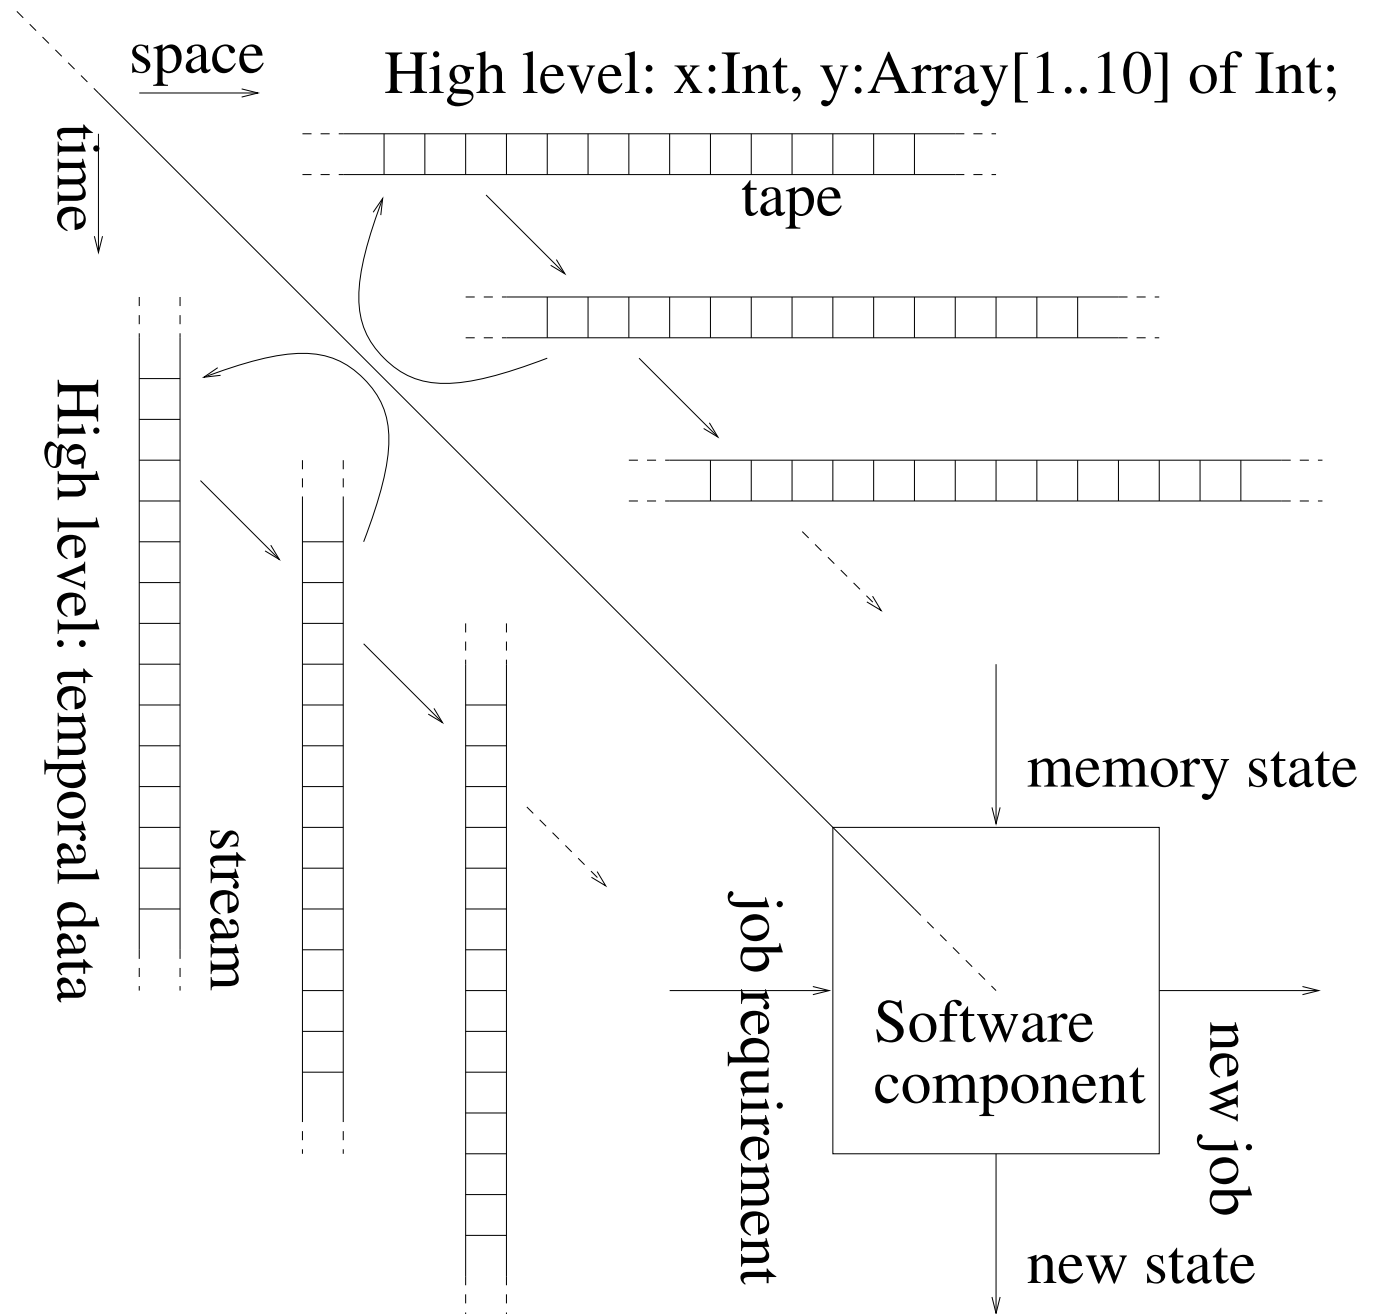 space
High level: x:Int, y:Array[1..10] of Int;
time
tape
High level: temporal data
stream
memory state
job requirement
Software
component
new job
new state